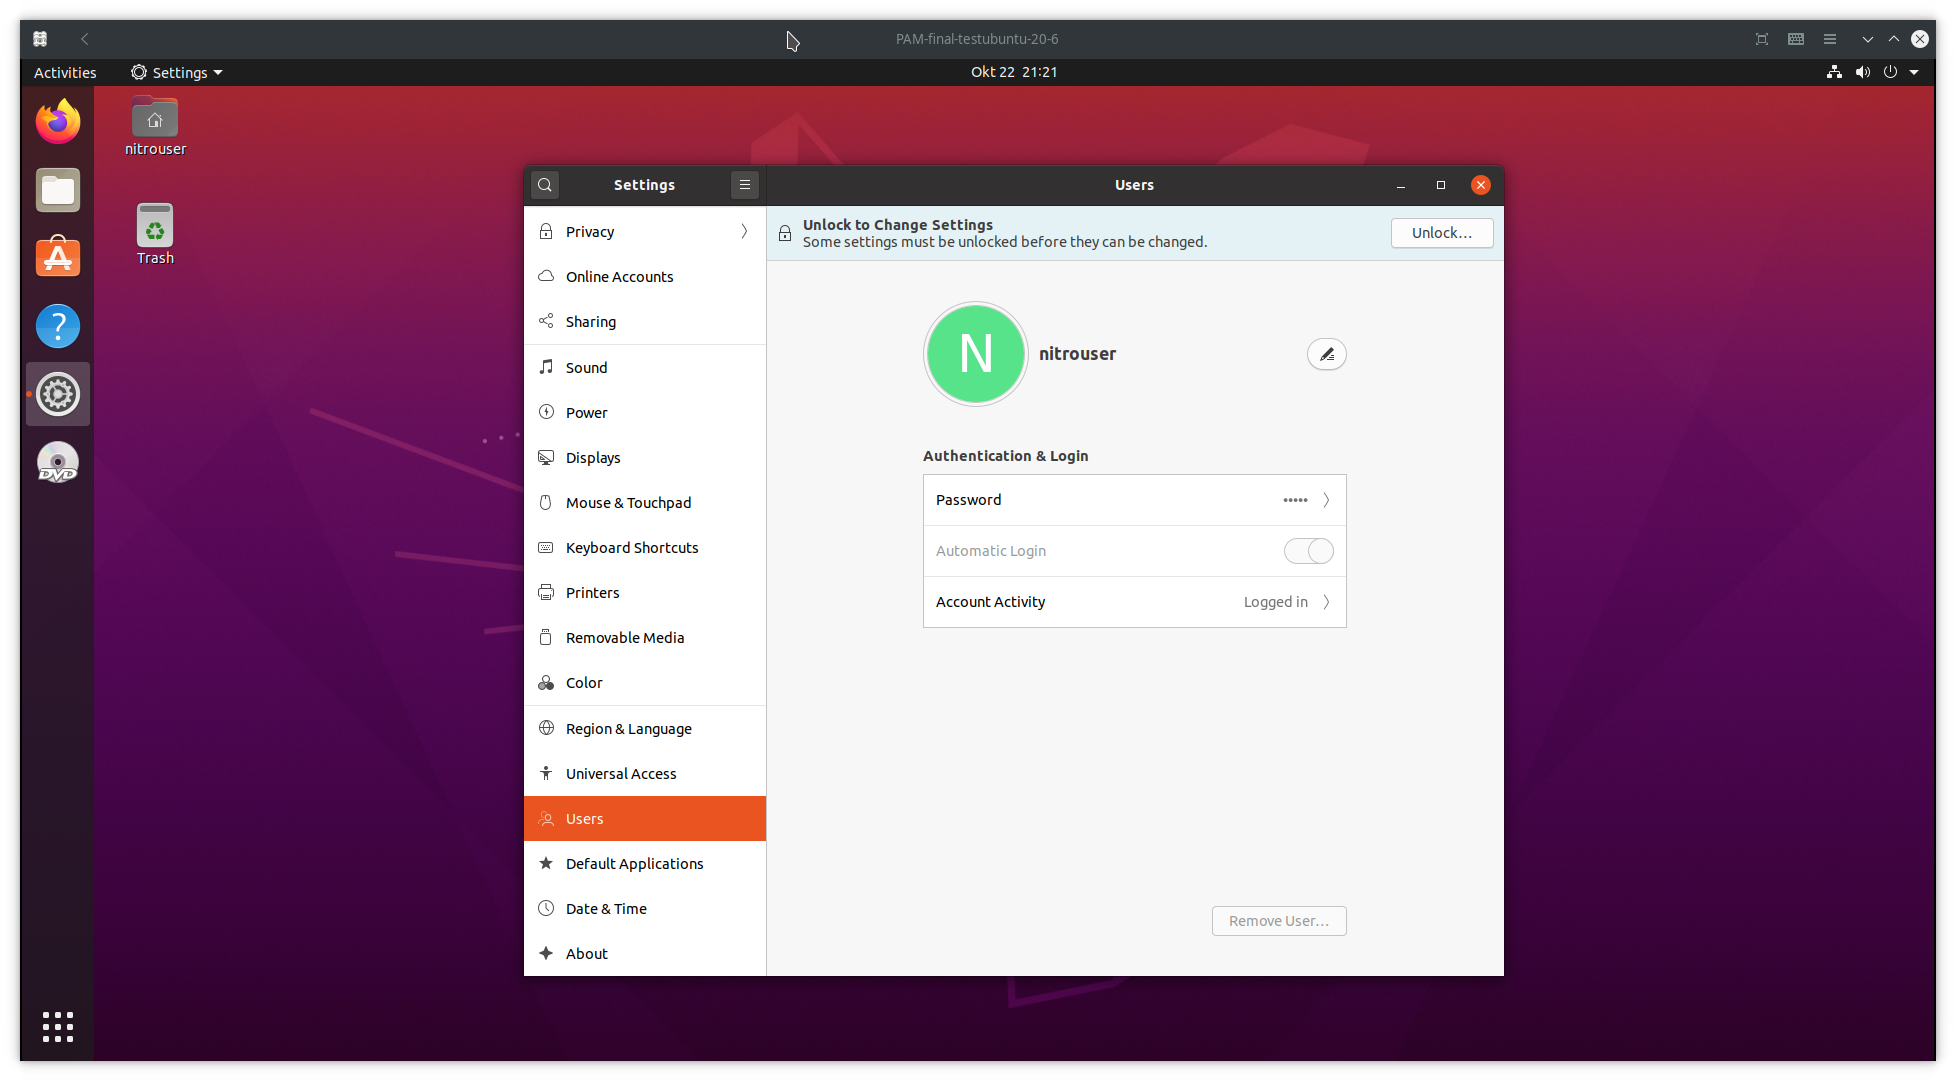 PAM-final-testubuntu-20-6
Activities
Settings
Okt 22 21:21
nitrouser
Trash
DVD
Settings
Users
Privacy
Online Accounts
Sharing
Sound
Power
Displays
Mouse & Touchpad
Keyboard Shortcuts
Printers
Removable Media
Color
Region & Language
Universal Access
Users
Default Applications
Date & Time
About
Unlock to Change Settings
Some settings must be unlocked before they can be changed.
Unlock…
N
nitrouser
Authentication & Login
Password •••••
Automatic Login
Account Activity Logged in
Remove User…